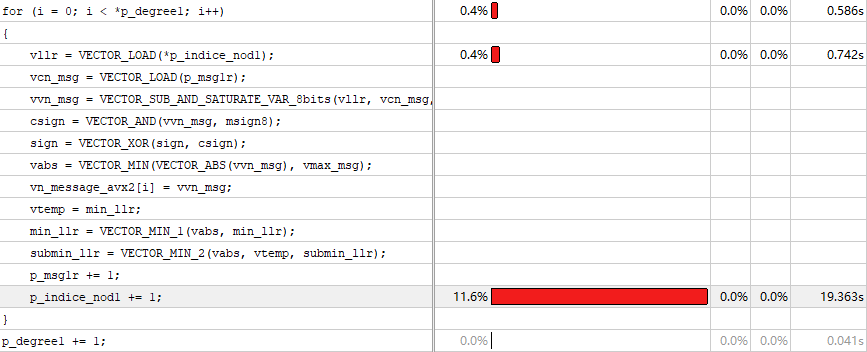 for (i = 0; i < *p_degree1; i++) 0.4% 0.0% 0.0% 0.586s
{
vllr = VECTOR_LOAD(*p_indice_nod1); 0.4% 0.0% 0.0% 0.742s
vcn_msg = VECTOR_LOAD(p_msg1r);
vvn_msg = VECTOR_SUB_AND_SATURATE_VAR_8bits(vllr, vcn_msg,
csign = VECTOR_AND(vvn_msg, msign8);
sign = VECTOR_XOR(sign, csign);
vabs = VECTOR_MIN(VECTOR_ABS(vvn_msg), vmax_msg);
vn_message_avx2[i] = vvn_msg;
vtemp = min_llr;
min_llr = VECTOR_MIN_1(vabs, min_llr);
submin_llr = VECTOR_MIN_2(vabs, vtemp, submin_llr);
p_msg1r += 1;
p_indice_nod1 += 1; 11.6% 0.0% 0.0% 19.363s
}
p_degree1 += 1; 0.0% 0.0% 0.0% 0.041s